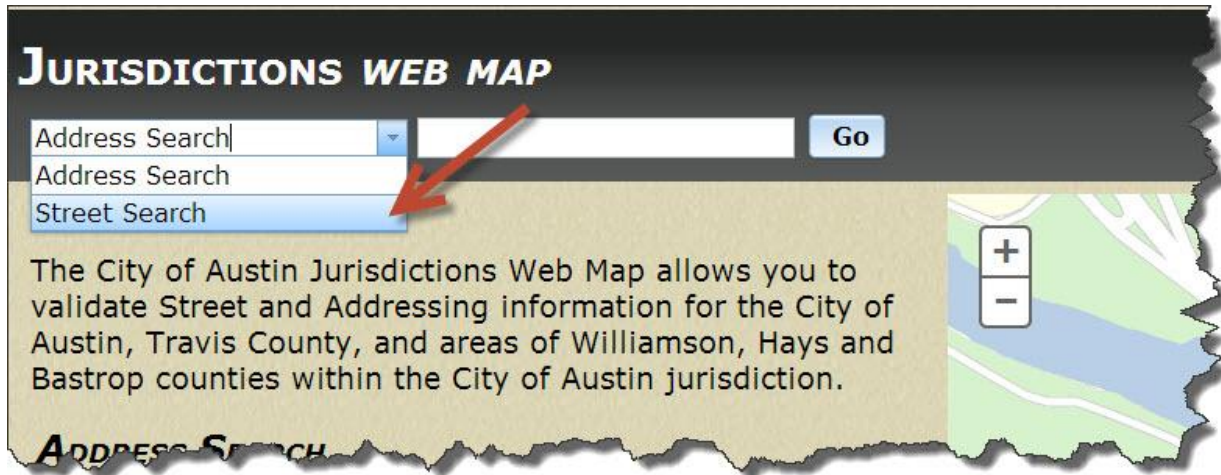 JURISDICTIONS WEB MAP
Address Search Go
Address Search
Street Search
+
The City of Austin Jurisdictions Web Map allows you to
−
validate Street and Addressing information for the City of
Austin, Travis County, and areas of Williamson, Hays and
Bastrop counties within the City of Austin jurisdiction.
ADDRESS SEARCH